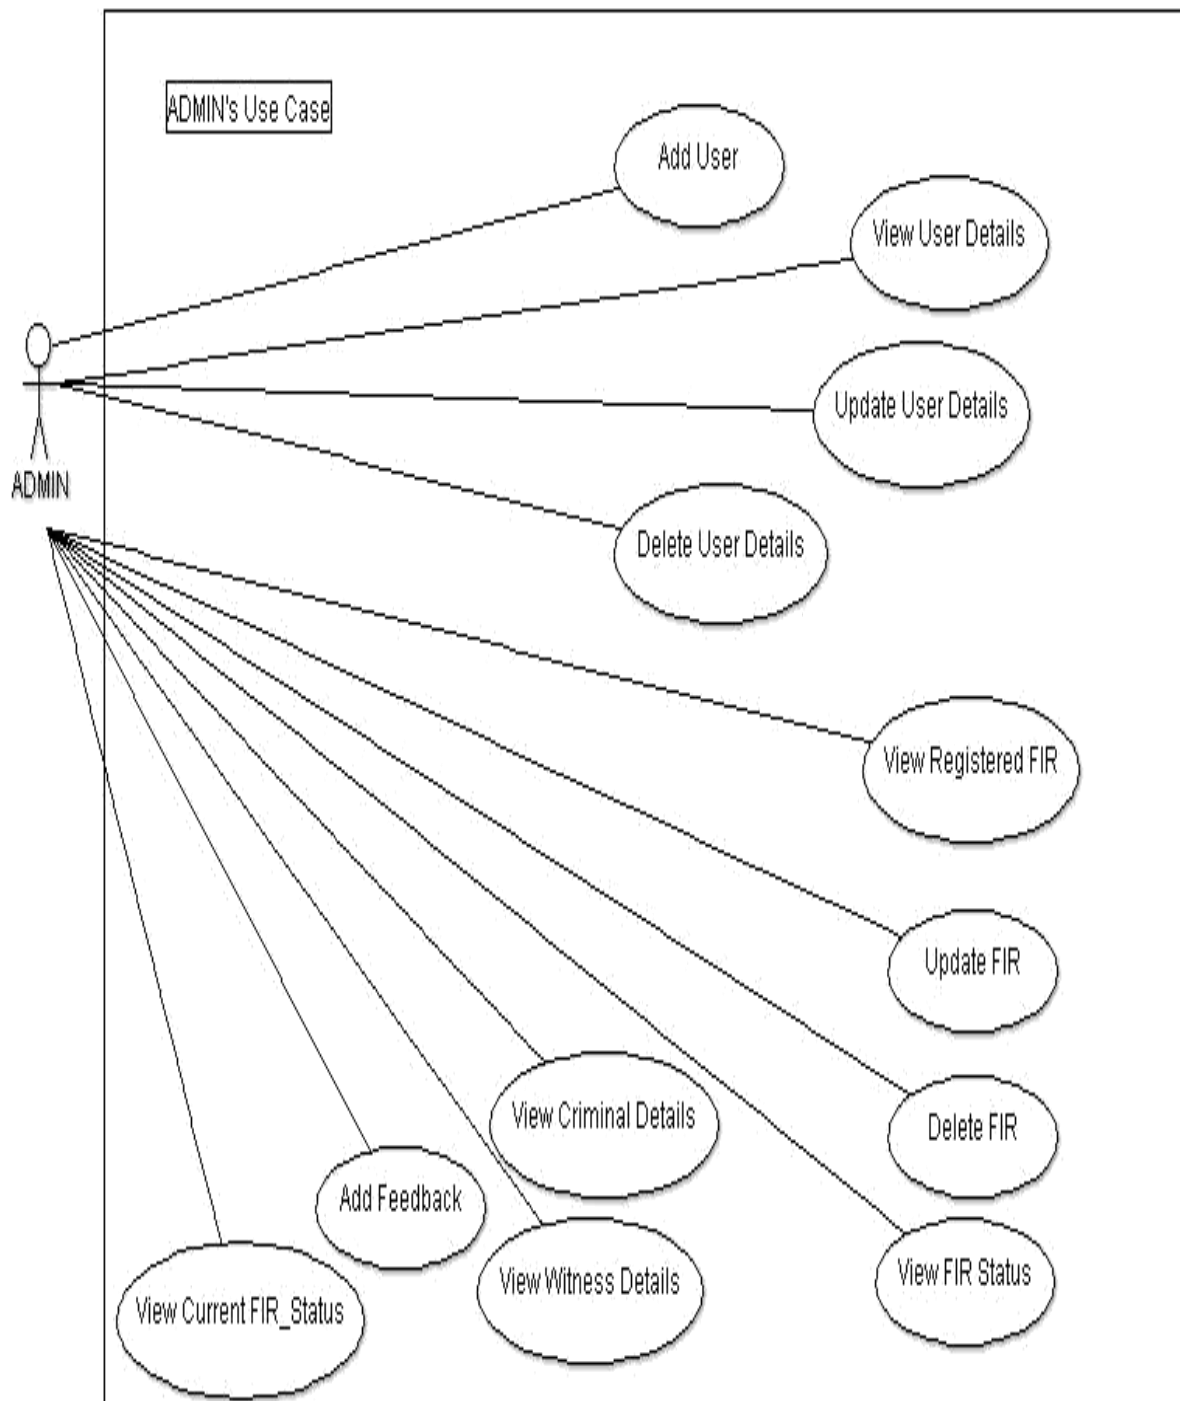 ADMIN's Use Case
Add User
View User Details
Update User Details
ADMIN
Delete User Details
View Registered FIR
Update FIR
View Criminal Details
Delete FIR
Add Feedback
View FIR Status
View Witness Details
View Current FIR_Status